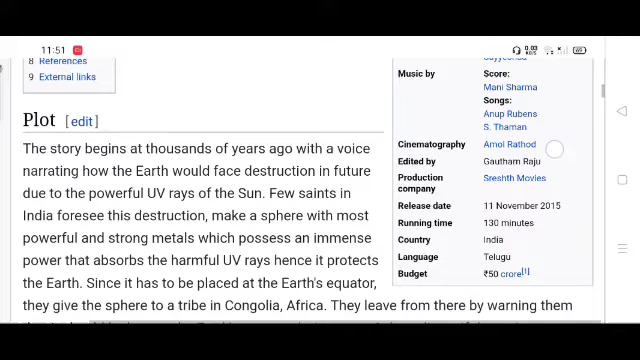 11:51
0.03
KB/S
69
8 References
9 External links
Plot [edit]
The story begins at thousands of years ago with a voice
narrating how the Earth would face destruction in future
due to the powerful UV rays of the Sun. Few saints in
India foresee this destruction, make a sphere with most
powerful and strong metals which possess an immense
power that absorbs the harmful UV rays hence it protects
the Earth. Since it has to be placed at the Earth's equator,
they give the sphere to a tribe in Congolia, Africa. They leave from there by warning them
Music by Score:
Mani Sharma
Songs:
Anup Rubens
S. Thaman
Cinematography Amol Rathod
Edited by Gautham Raju
Production Sreshth Movies
company
Release date 11 November 2015
Running time 130 minutes
Country India
Language Telugu
Budget ₹50 crore[1]